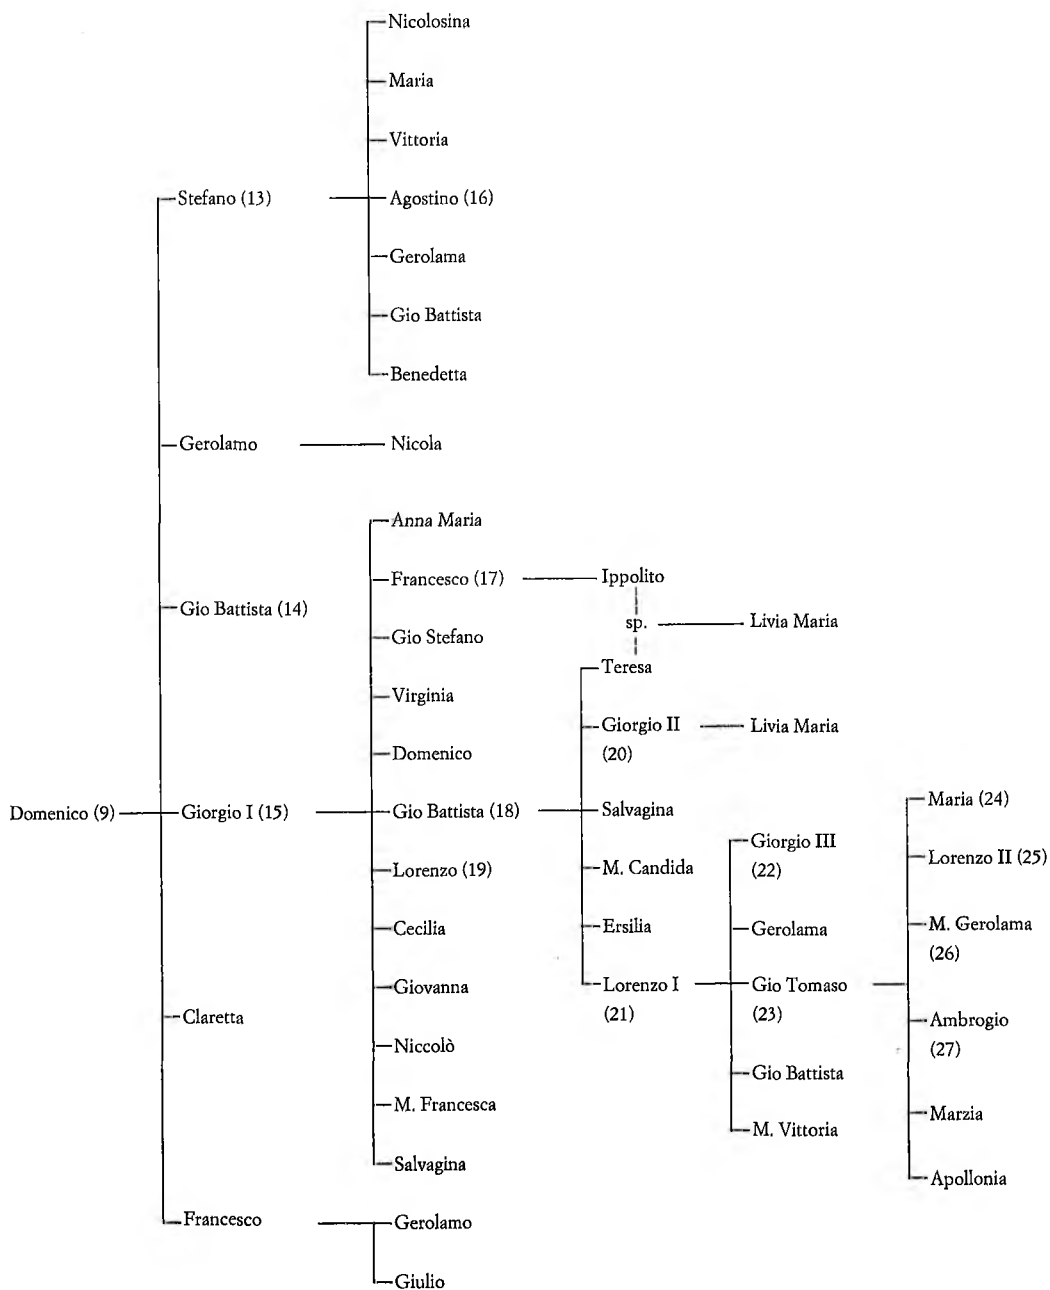 Nicolosina
Maria
Vittoria
Stefano (13) Agostino (16)
Gerolama
Gio Battista
Benedetta
Gerolamo Nicola
Anna Maria
Francesco (17) Ippolito
Gio Battista (14)
sp. Livia Maria
Gio Stefano
Teresa
Virginia
Giorgio II Livia Maria
(20)
Domenico
Domenico (9) Giorgio I (15) Gio Battista (18) Salvagina
Maria (24)
Giorgio III
(22)
Lorenzo II (25)
Lorenzo (19) M. Candida
Cecilia Ersilia Gerolama M. Gerolama
(26)
Giovanna Lorenzo I Gio Tomaso
(21) (23)
Claretta Ambrogio
(27)
Niccolò
Gio Battista
M. Francesca Marzia
M. Vittoria
Salvagina Apollonia
Francesco Gerolamo
Giulio